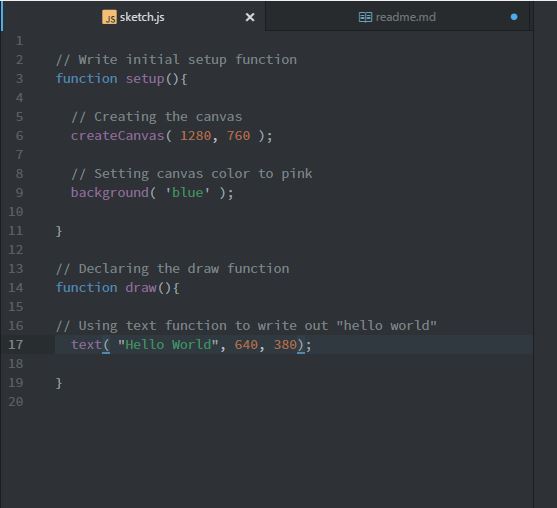 JS sketch.js × readme.md
1
2 // Write initial setup function
3 function setup(){
4
5   // Creating the canvas
6   createCanvas( 1280, 760 );
7
8   // Setting canvas color to pink
9   background( 'blue' );
10
11 }
12
13 // Declaring the draw function
14 function draw(){
15
16 // Using text function to write out "hello world"
17   text( "Hello World", 640, 380);
18
19 }
20